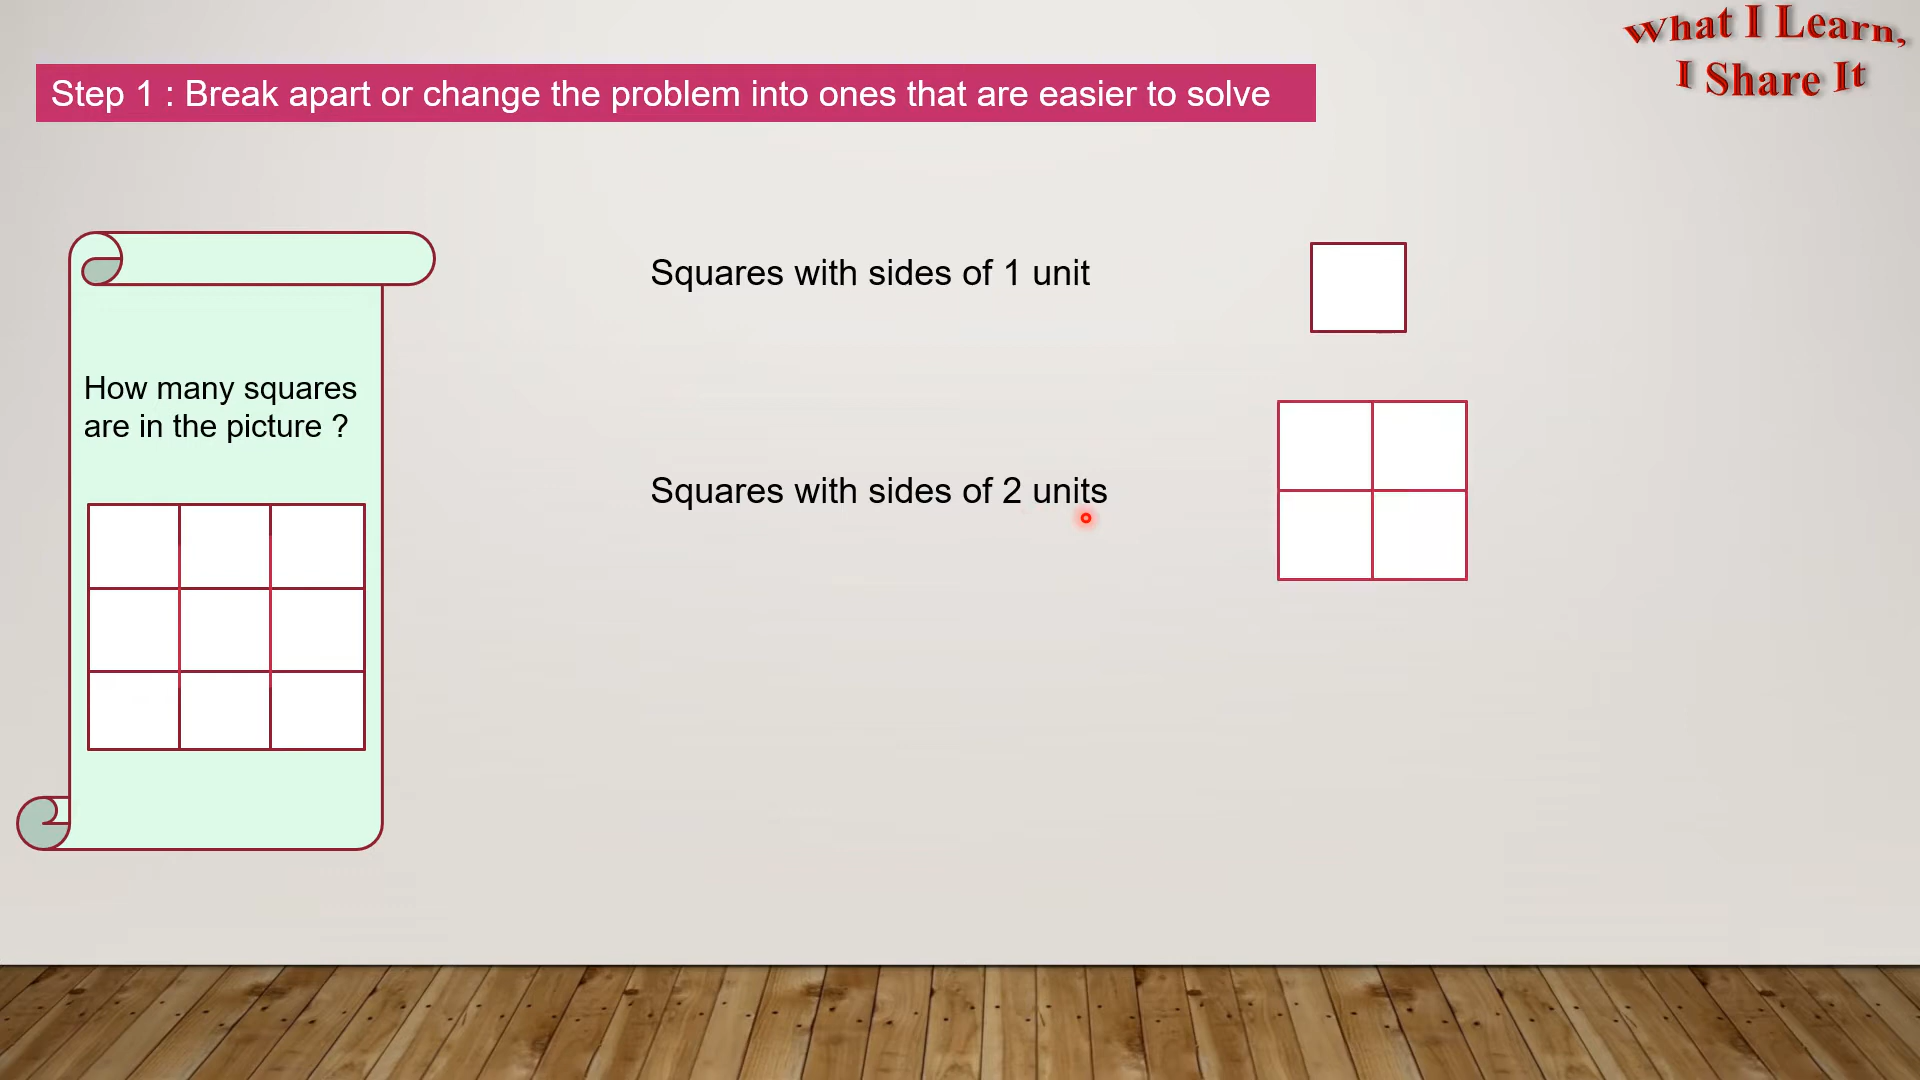 What I Learn,
I Share It
Step 1 : Break apart or change the problem into ones that are easier to solve
Squares with sides of 1 unit
How many squares
are in the picture ?
Squares with sides of 2 units